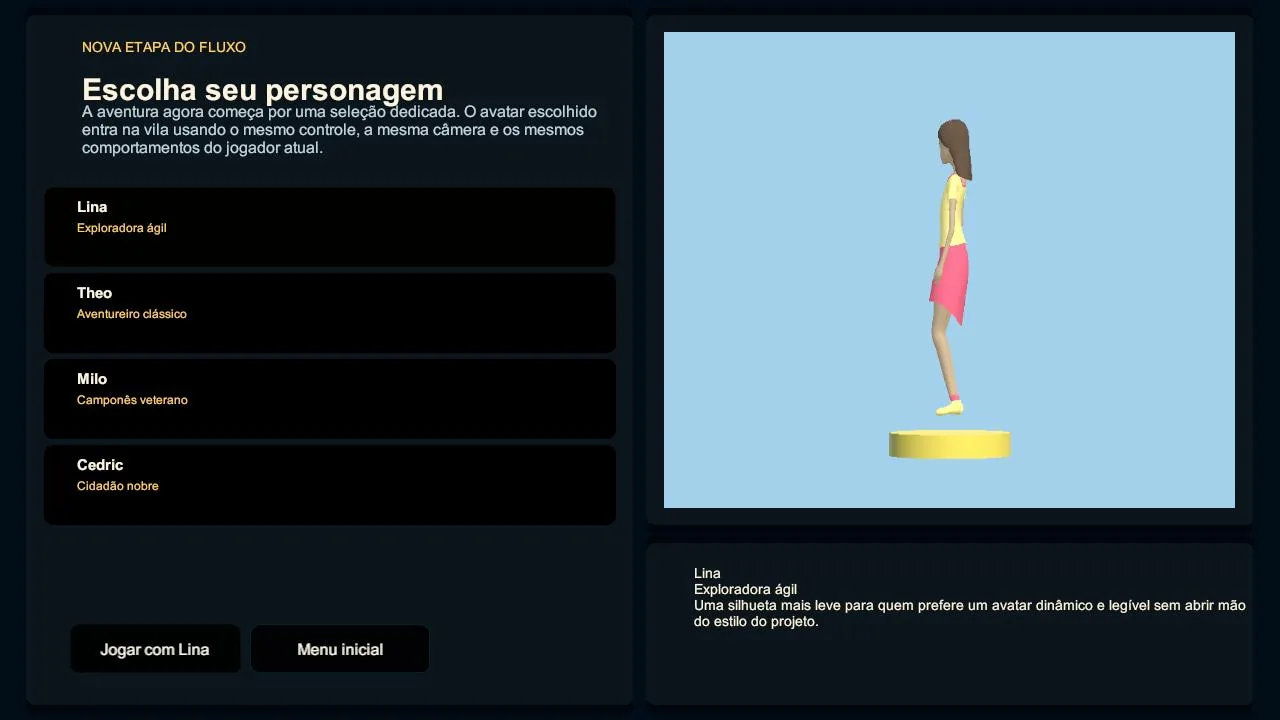 NOVA ETAPA DO FLUXO
Escolha seu personagem
A aventura agora começa por uma seleção dedicada. O avatar escolhido
entra na vila usando o mesmo controle, a mesma câmera e os mesmos
comportamentos do jogador atual.
Lina
Exploradora ágil
Theo
Aventureiro clássico
Milo
Camponês veterano
Cedric
Cidadão nobre
Jogar com Lina
Menu inicial
Lina
Exploradora ágil
Uma silhueta mais leve para quem prefere um avatar dinâmico e legível sem abrir mão
do estilo do projeto.